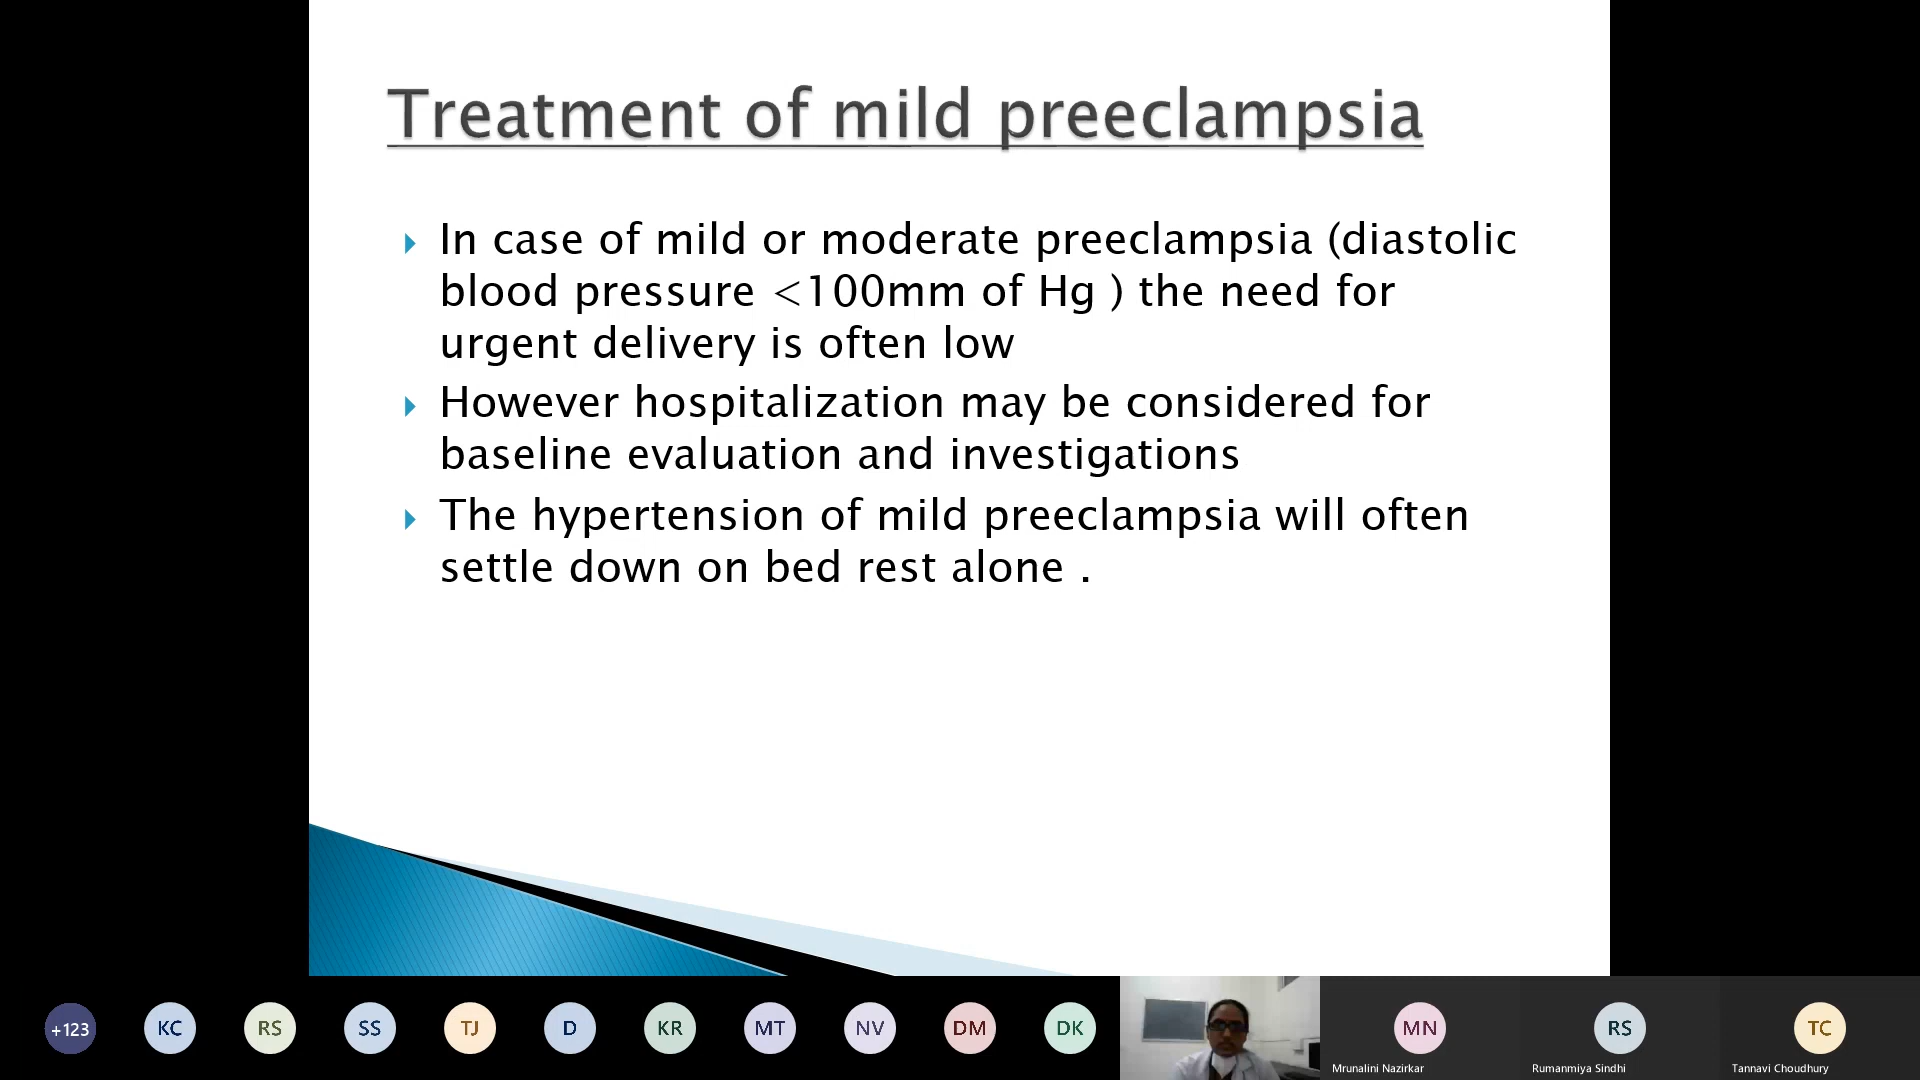 Treatment of mild preeclampsia
In case of mild or moderate preeclampsia (diastolic
blood pressure <100mm of Hg ) the need for
urgent delivery is often low
However hospitalization may be considered for
baseline evaluation and investigations
The hypertension of mild preeclampsia will often
settle down on bed rest alone .
+123
KC
RS
SS
TJ
D
KR
MT
NV
DM
DK
MN
RS
TC
Mrunalini Nazirkar
Rumanmiya Sindhi
Tannavi Choudhury